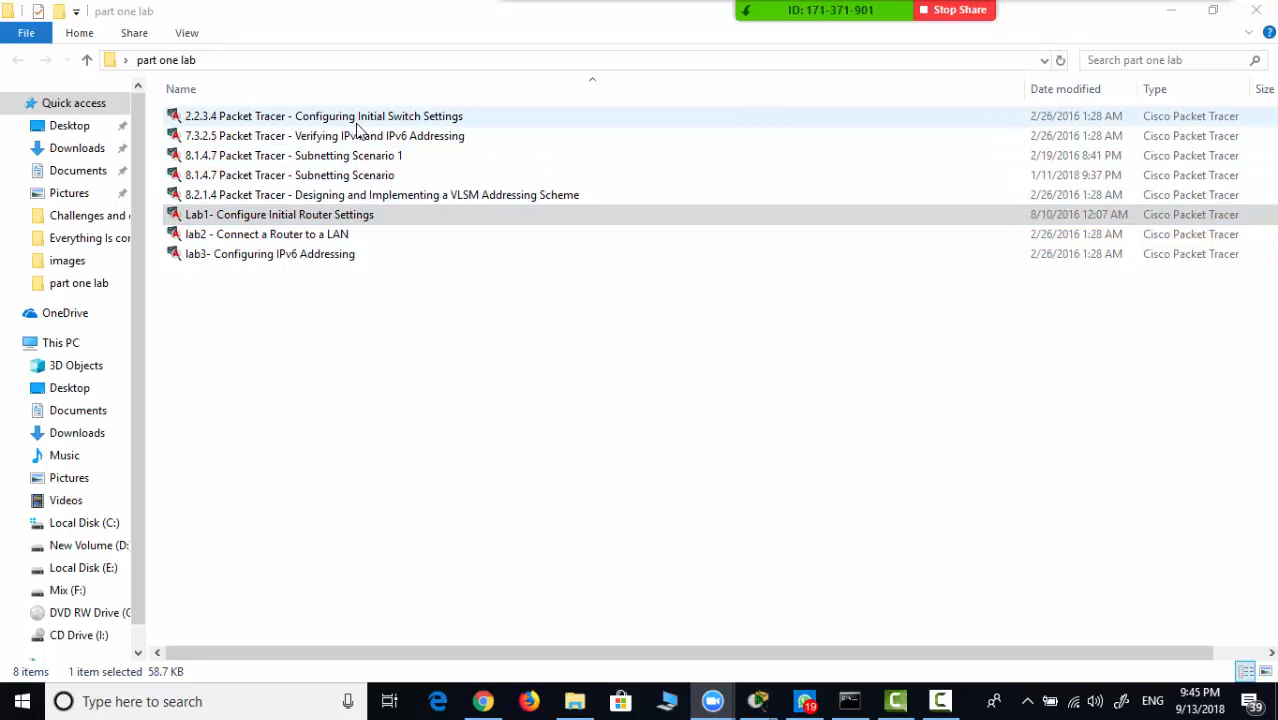 part one lab
ID: 171-371-901
Stop Share
File Home Share View
part one lab
Search part one lab
Name Date modified Type Size
Quick access
Desktop
Downloads
Documents
Pictures
Challenges and
Everything Is co
images
part one lab
OneDrive
This PC
3D Objects
Desktop
Documents
Downloads
Music
Pictures
Videos
Local Disk (C:)
New Volume (D:
Local Disk (E:)
Mix (F:)
DVD RW Drive (
CD Drive (I:)
2.2.3.4 Packet Tracer - Configuring Initial Switch Settings 2/26/2016 1:28 AM Cisco Packet Tracer
7.3.2.5 Packet Tracer - Verifying IPv and IPv6 Addressing 2/26/2016 1:28 AM Cisco Packet Tracer
8.1.4.7 Packet Tracer - Subnetting Scenario 1 2/19/2016 8:41 PM Cisco Packet Tracer
8.1.4.7 Packet Tracer - Subnetting Scenario 1/11/2018 9:37 PM Cisco Packet Tracer
8.2.1.4 Packet Tracer - Designing and Implementing a VLSM Addressing Scheme 2/26/2016 1:28 AM Cisco Packet Tracer
Lab1- Configure Initial Router Settings 8/10/2016 12:07 AM Cisco Packet Tracer
lab2 - Connect a Router to a LAN 2/26/2016 1:28 AM Cisco Packet Tracer
lab3- Configuring IPv6 Addressing 2/26/2016 1:28 AM Cisco Packet Tracer
8 items 1 item selected 58.7 KB
Type here to search
19
ENG
9:45 PM
9/13/2018
39